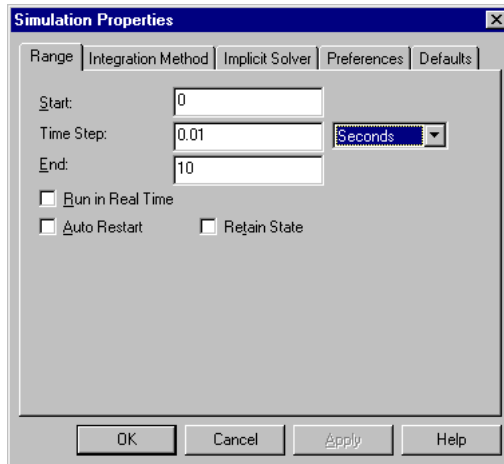 Simulation Properties
Range Integration Method Implicit Solver Preferences Defaults
Start: 0
Time Step: 0.01 Seconds
End: 10
Run in Real Time
Auto Restart Retain State
OK Cancel Apply Help